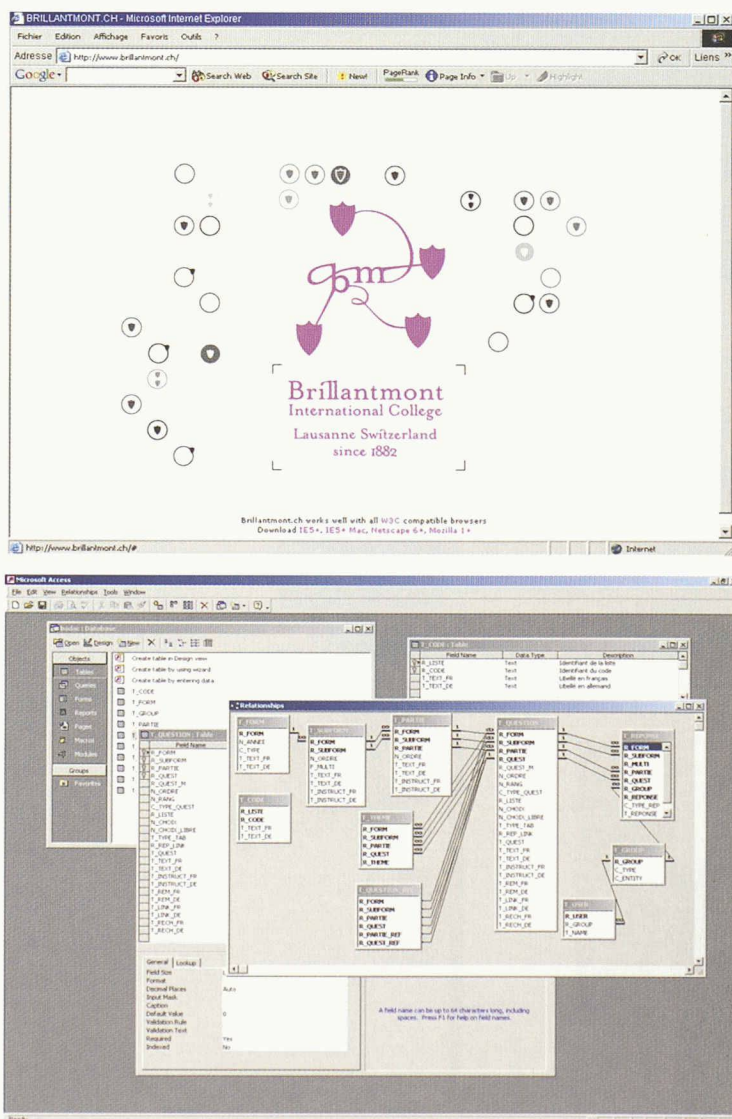 BRILLANTMONT.CH - Microsoft Internet Explorer
Fichier Edition Affichage Favoris Outils ?
Adresse http://www.brillantmont.ch/ OK Liens »
Google Search Web Search Site New! PageRank Page Info Up Highlight
bm
Brillantmont
International College
Lausanne Switzerland
since 1882
Brillantmont.ch works well with all W3C compatible browsers
Download IE5+, IE5+ Mac, Netscape 6+, Mozilla 1+
http://www.brillantmont.ch/# Internet
Microsoft Access
File Edit View Relationships Tools Window
Database
Open Design New
Objects
Tables
Queries
Forms
Reports
Pages
Macros
Modules
Groups
Favorites
Create table in Design view
Create table by using wizard
Create table by entering data
T_CODE
T_FORM
T_GROUP
T_PARTIE
T_QUESTION : Table
Field Name
R_FORM
R_SUBFORM
R_PARTIE
R_QUEST
R_QUEST_M
N_ORDRE
N_RANG
C_TYPE_QUEST
R_LISTE
N_CHOIX
N_CHOIX_LIBRE
T_TYPE_TAB
R_REP_LINK
T_QUEST
T_TEXT_FR
T_TEXT_DE
T_INSTRUCT_FR
T_INSTRUCT_DE
T_REM_FR
T_REM_DE
T_LINK_FR
T_LINK_DE
T_RECH_FR
T_RECH_DE
General Lookup
Field Size
Format
Decimal Places Auto
Input Mask
Caption
Default Value 0
Validation Rule
Validation Text
Required Yes
Indexed No
T_CODE : Table
Field Name Data Type Description
R_LISTE Text Identifiant de la liste
R_CODE Text Identifiant du code
T_TEXT_FR Text Libellé en français
T_TEXT_DE Text Libellé en allemand
Relationships
T_FORM
R_FORM
N_ANNEE
C_TYPE
T_TEXT_FR
T_TEXT_DE
T_CODE
R_LISTE
R_CODE
T_TEXT_FR
T_TEXT_DE
T_SUBFORM
R_FORM
R_SUBFORM
N_ORDRE
N_MULTI
T_TEXT_FR
T_TEXT_DE
T_INSTRUCT_FR
T_INSTRUCT_DE
T_PARTIE
R_FORM
R_SUBFORM
R_PARTIE
N_ORDRE
T_TEXT_FR
T_TEXT_DE
T_INSTRUCT_FR
T_INSTRUCT_DE
T_THEME
R_FORM
R_SUBFORM
R_PARTIE
R_QUEST
R_THEME
R_FORM
R_SUBFORM
R_PARTIE
R_QUEST
R_PARTIE_REF
R_QUEST_REF
T_QUESTION
R_FORM
R_SUBFORM
R_PARTIE
R_QUEST
R_QUEST_M
N_ORDRE
N_RANG
C_TYPE_QUEST
R_LISTE
N_CHOIX
N_CHOIX_LIBRE
T_TYPE_TAB
R_REP_LINK
T_QUEST
T_TEXT_FR
T_TEXT_DE
T_INSTRUCT_FR
T_INSTRUCT_DE
T_REM_FR
T_REM_DE
T_LINK_FR
T_LINK_DE
T_RECH_FR
T_RECH_DE
T_REPONSE
R_FORM
R_SUBFORM
R_MULTI
R_PARTIE
R_QUEST
R_GROUP
R_REPONSE
C_TYPE_REP
T_REPONSE
T_GROUP
R_GROUP
C_TYPE
C_ENTITY
T_USER
R_USER
R_GROUP
T_NAME
A field name can be up to 64 characters long, including
spaces. Press F1 for help on field names.